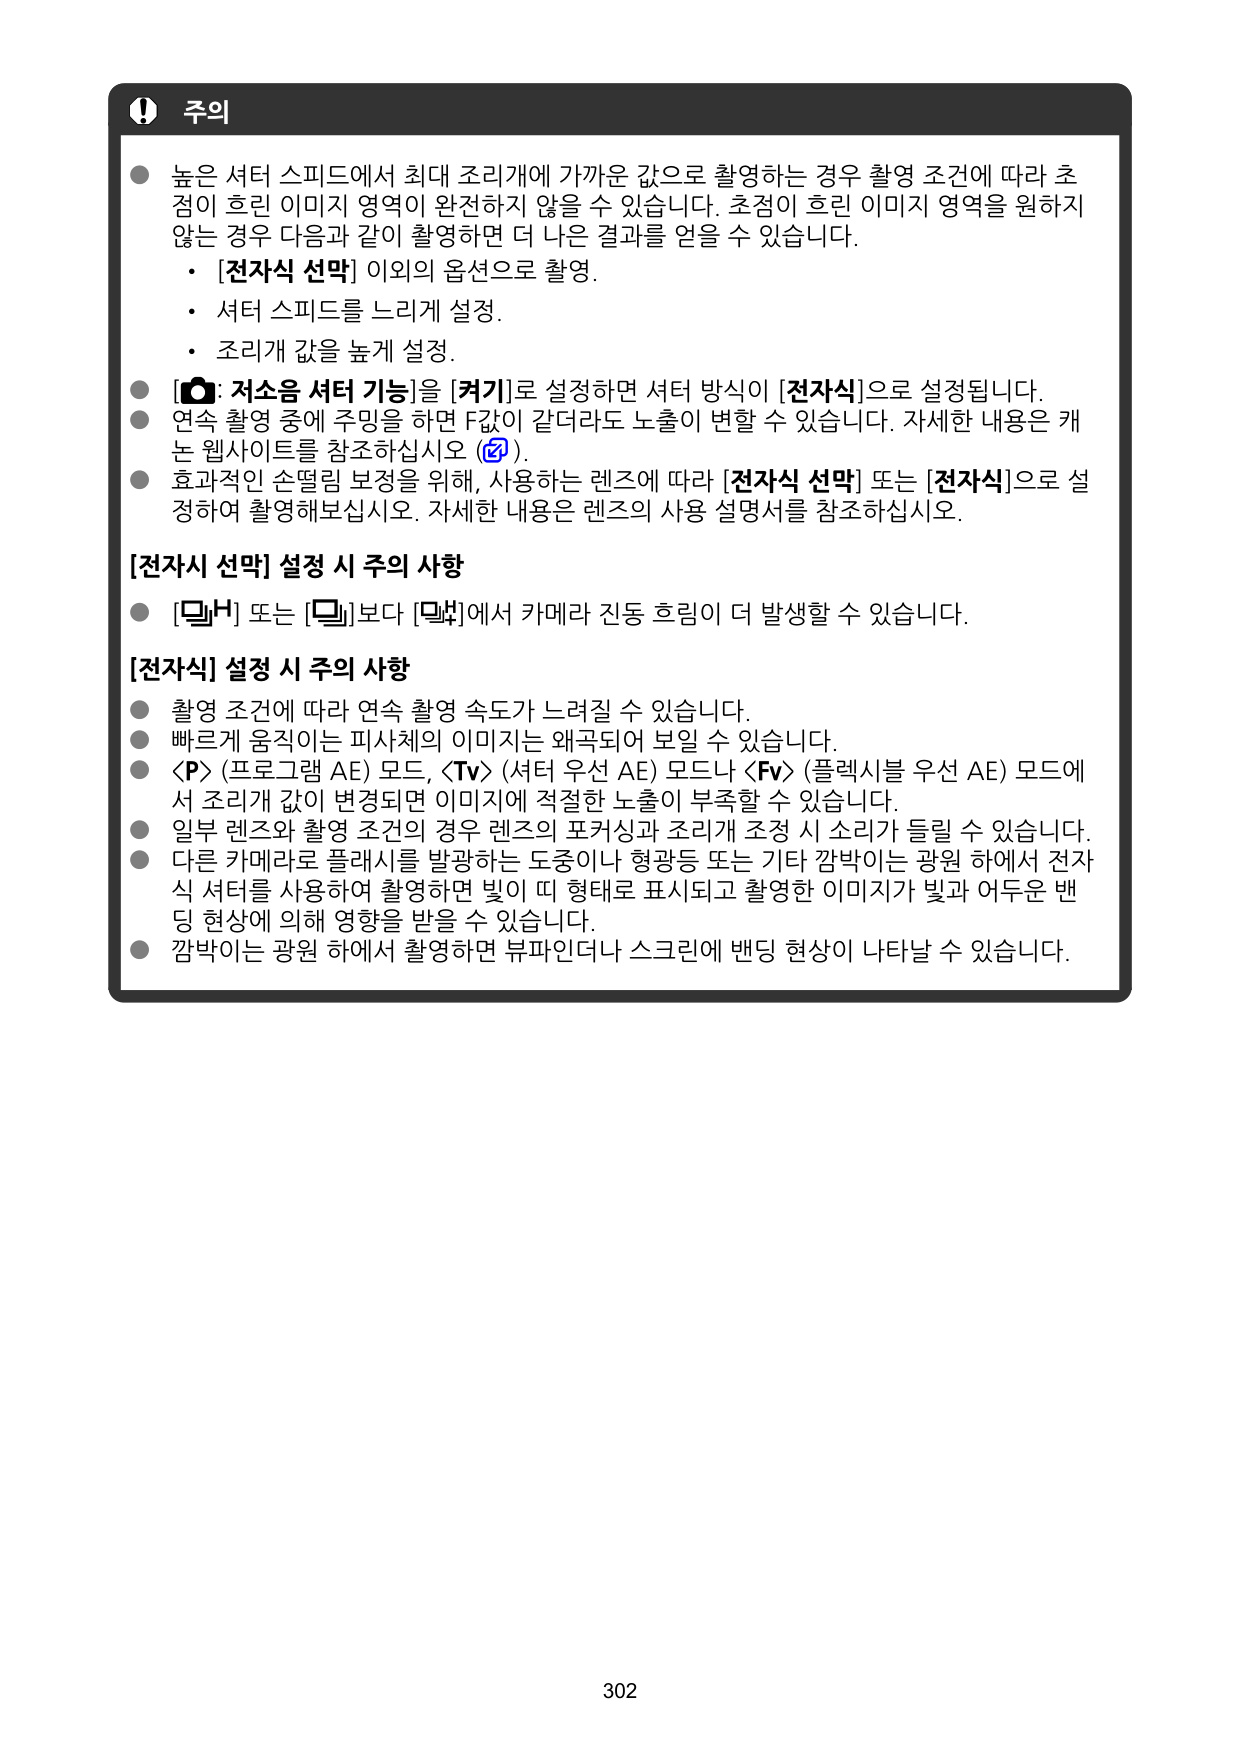 주의
● 높은 셔터 스피드에서 최대 조리개에 가까운 값으로 촬영하는 경우 촬영 조건에 따라 초
점이 흐린 이미지 영역이 완전하지 않을 수 있습니다. 초점이 흐린 이미지 영역을 원하지
않는 경우 다음과 같이 촬영하면 더 나은 결과를 얻을 수 있습니다.
• [전자식 선막] 이외의 옵션으로 촬영.
• 셔터 스피드를 느리게 설정.
• 조리개 값을 높게 설정.
● [: 저소음 셔터 기능]을 [켜기]로 설정하면 셔터 방식이 [전자식]으로 설정됩니다.
● 연속 촬영 중에 주밍을 하면 F값이 같더라도 노출이 변할 수 있습니다. 자세한 내용은 캐
논 웹사이트를 참조하십시오 ( ).
● 효과적인 손떨림 보정을 위해, 사용하는 렌즈에 따라 [전자식 선막] 또는 [전자식]으로 설
정하여 촬영해보십시오. 자세한 내용은 렌즈의 사용 설명서를 참조하십시오.
[전자시 선막] 설정 시 주의 사항
● [H] 또는 []보다 [H+]에서 카메라 진동 흐림이 더 발생할 수 있습니다.
[전자식] 설정 시 주의 사항
● 촬영 조건에 따라 연속 촬영 속도가 느려질 수 있습니다.
● 빠르게 움직이는 피사체의 이미지는 왜곡되어 보일 수 있습니다.
● <P> (프로그램 AE) 모드, <Tv> (셔터 우선 AE) 모드나 <Fv> (플렉시블 우선 AE) 모드에
서 조리개 값이 변경되면 이미지에 적절한 노출이 부족할 수 있습니다.
● 일부 렌즈와 촬영 조건의 경우 렌즈의 포커싱과 조리개 조정 시 소리가 들릴 수 있습니다.
● 다른 카메라로 플래시를 발광하는 도중이나 형광등 또는 기타 깜박이는 광원 하에서 전자
식 셔터를 사용하여 촬영하면 빛이 띠 형태로 표시되고 촬영한 이미지가 빛과 어두운 밴
딩 현상에 의해 영향을 받을 수 있습니다.
● 깜박이는 광원 하에서 촬영하면 뷰파인더나 스크린에 밴딩 현상이 나타날 수 있습니다.
302